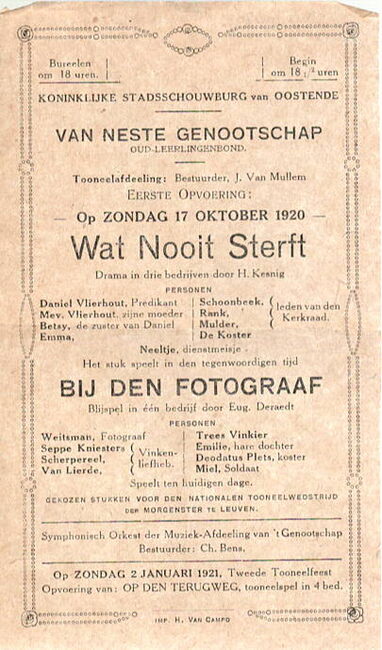 Bureelen
om 18 uren.
Begin
om 18 1/2 uren
KONINKLIJKE STADSSCHOUWBURG van OOSTENDE
VAN NESTE GENOOTSCHAP
OUD-LEERLINGENBOND.
Tooneelafdeeling: Bestuurder, J. Van Mullem
EERSTE OPVOERING:
— Op ZONDAG 17 OKTOBER 1920 —
Wat Nooit Sterft
Drama in drie bedrijven door H. Kesnig
PERSONEN
Daniel Vlierhout, Predikant
Mev. Vlierhout, zijne moeder
Betsy, de zuster van Daniel
Emma,
Schoonbeek,
Rank,
Mulder,
De Koster
leden van den
Kerkraad.
Neeltje, dienstmeisje -
Het stuk speelt in den tegenwoordigen tijd
BIJ DEN FOTOGRAAF
Blijspel in één bedrijf door Eug. Deraedt
PERSONEN
Weitsman, Fotograaf
Seppe Kniesters
Scherpereel,
Van Lierde,
Vinken-
liefheb.
Trees Vinkier
Emilie, hare dochter
Deodatus Plets, koster
Miel, Soldaat
Speelt ten huidigen dage.
GEKOZEN STUKKEN VOOR DEN NATIONALEN TOONEELWEDSTRIJD
DER MORGENSTER TE LEUVEN.
Symphonisch Orkest der Muziek-Afdeeling van 't Genootschap
Bestuurder: Ch. Bens.
Op ZONDAG 2 JANUARI 1921, Tweede Tooneelfeest
Opvoering van: OP DEN TERUGWEG, tooneelspel in 4 bed.
IMP. H. VAN CAMPO